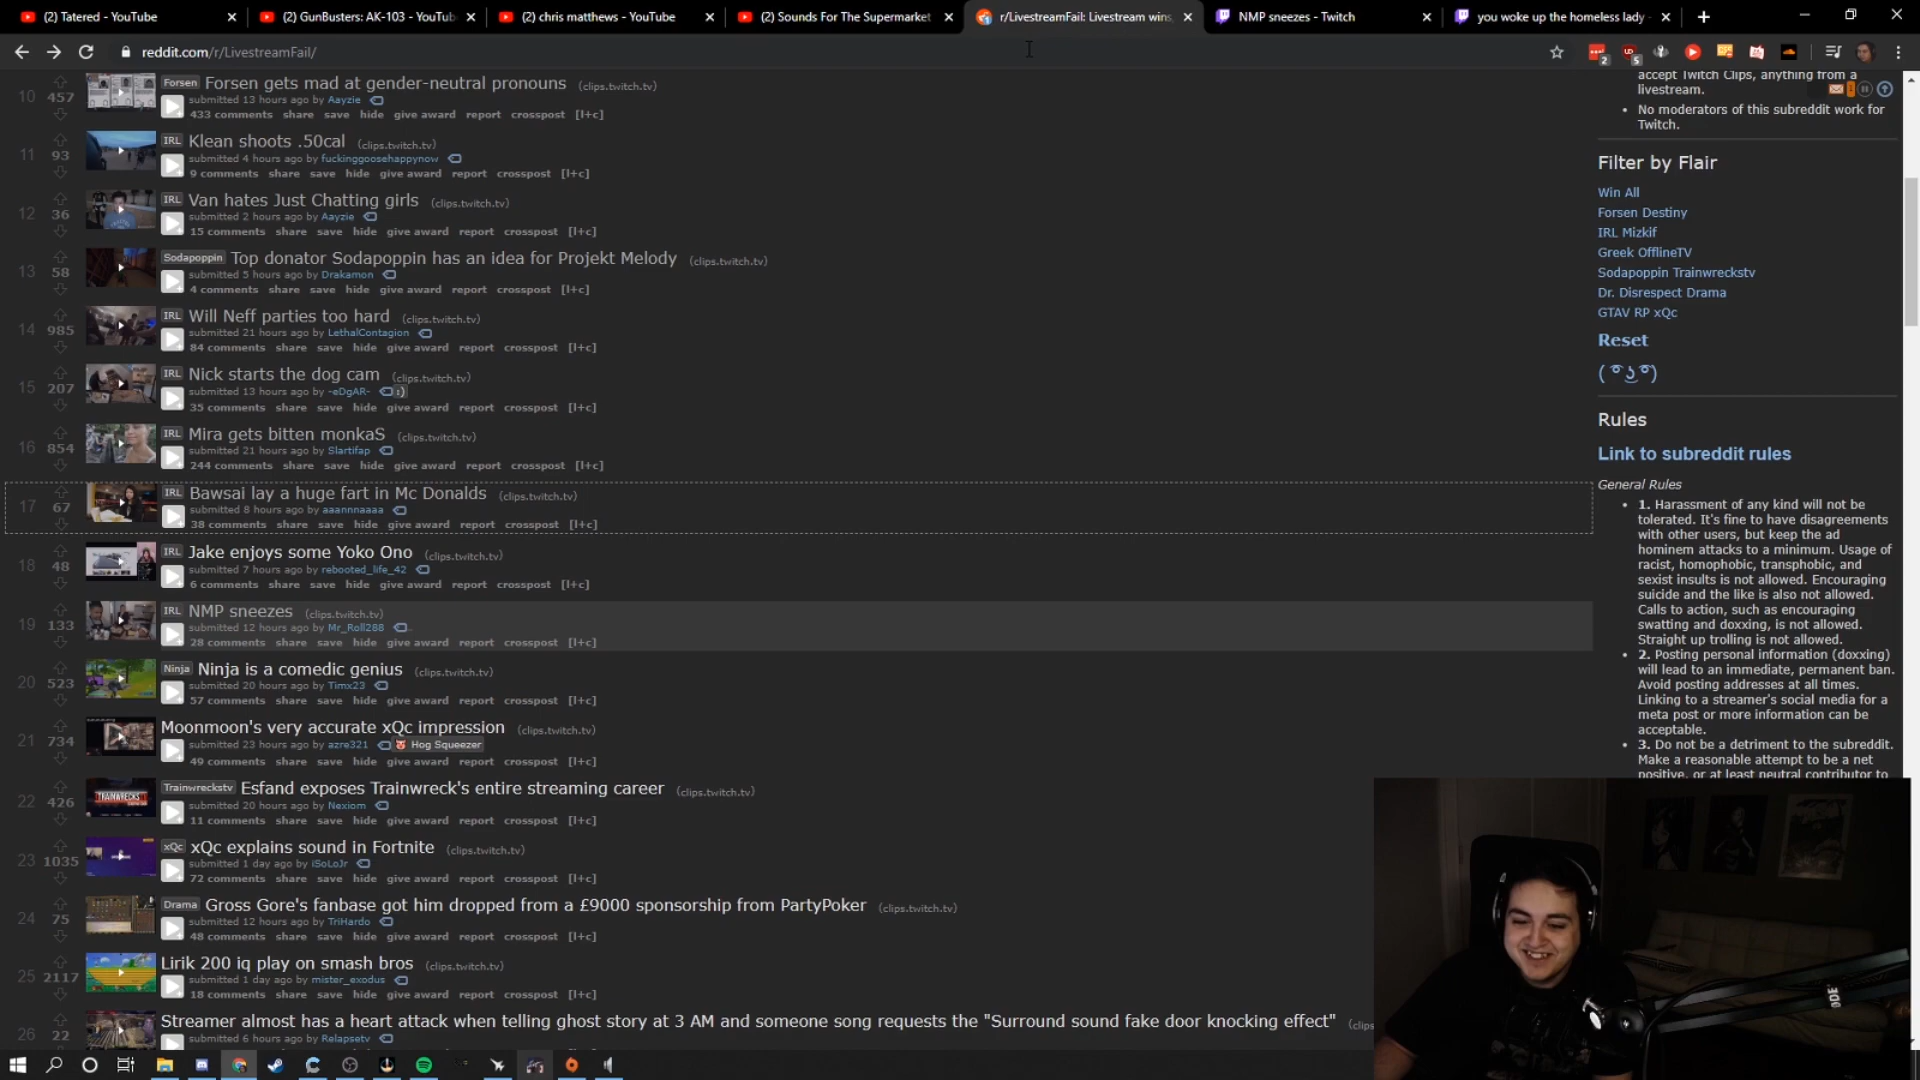 (2) Tatered - YouTube
(2) GunBusters: AK-103 - YouTub
(2) chris matthews - YouTube
(2) Sounds For The Supermarket
r/LivestreamFail: Livestream wins,
NMP sneezes - Twitch
you woke up the homeless lady
reddit.com/r/LivestreamFail/
2
5
10
457
Forsen Forsen gets mad at gender-neutral pronouns (clips.twitch.tv)
submitted 13 hours ago by Aayzie
433 comments share save hide give award report crosspost [l+c]
11
93
IRL Klean shoots .50cal (clips.twitch.tv)
submitted 4 hours ago by fuckinggoosehappynow
9 comments share save hide give award report crosspost [l+c]
12
36
IRL Van hates Just Chatting girls (clips.twitch.tv)
submitted 2 hours ago by Aayzie
15 comments share save hide give award report crosspost [l+c]
13
58
Sodapoppin Top donator Sodapoppin has an idea for Projekt Melody (clips.twitch.tv)
submitted 5 hours ago by Drakamon
4 comments share save hide give award report crosspost [l+c]
14
985
IRL Will Neff parties too hard (clips.twitch.tv)
submitted 21 hours ago by LethalContagion
84 comments share save hide give award report crosspost [l+c]
15
207
IRL Nick starts the dog cam (clips.twitch.tv)
submitted 13 hours ago by -eDgAR- :)
35 comments share save hide give award report crosspost [l+c]
16
854
IRL Mira gets bitten monkaS (clips.twitch.tv)
submitted 21 hours ago by Slartifap
244 comments share save hide give award report crosspost [l+c]
17
67
IRL Bawsai lay a huge fart in Mc Donalds (clips.twitch.tv)
submitted 8 hours ago by aaannnaaaa
38 comments share save hide give award report crosspost [l+c]
18
48
IRL Jake enjoys some Yoko Ono (clips.twitch.tv)
submitted 7 hours ago by rebooted_life_42
6 comments share save hide give award report crosspost [l+c]
19
133
IRL NMP sneezes (clips.twitch.tv)
submitted 12 hours ago by Mr_Roll288
28 comments share save hide give award report crosspost [l+c]
20
523
Ninja Ninja is a comedic genius (clips.twitch.tv)
submitted 20 hours ago by Timx23
57 comments share save hide give award report crosspost [l+c]
21
734
Moonmoon's very accurate xQc impression (clips.twitch.tv)
submitted 23 hours ago by azre321 Hog Squeezer
49 comments share save hide give award report crosspost [l+c]
22
426
TRAINWRECKS
Trainwreckstv Esfand exposes Trainwreck's entire streaming career (clips.twitch.tv)
submitted 20 hours ago by Nexiom
11 comments share save hide give award report crosspost [l+c]
23
1035
xQc xQc explains sound in Fortnite (clips.twitch.tv)
submitted 1 day ago by iSoLoJr
72 comments share save hide give award report crosspost [l+c]
24
75
Drama Gross Gore's fanbase got him dropped from a £9000 sponsorship from PartyPoker (clips.twitch.tv)
submitted 12 hours ago by TriHardo
48 comments share save hide give award report crosspost [l+c]
25
2117
Lirik 200 iq play on smash bros (clips.twitch.tv)
submitted 1 day ago by mister_exodus
18 comments share save hide give award report crosspost [l+c]
26
22
Streamer almost has a heart attack when telling ghost story at 3 AM and someone song requests the "Surround sound fake door knocking effect" (clips
submitted 6 hours ago by Relapsetv
accept Twitch Clips, anything from a
livestream.
• No moderators of this subreddit work for
Twitch.
Filter by Flair
Win All
Forsen Destiny
IRL Mizkif
Greek OfflineTV
Sodapoppin Trainwreckstv
Dr. Disrespect Drama
GTAV RP xQc
Reset
( ͡° ͜ʖ ͡°)
Rules
Link to subreddit rules
General Rules
• 1. Harassment of any kind will not be
tolerated. It's fine to have disagreements
with other users, but keep the ad
hominem attacks to a minimum. Usage of
racist, homophobic, transphobic, and
sexist insults is not allowed. Encouraging
suicide and the like is also not allowed.
Calls to action, such as encouraging
swatting and doxxing, is not allowed.
Straight up trolling is not allowed.
• 2. Posting personal information (doxxing)
will lead to an immediate, permanent ban.
Avoid posting addresses at all times.
Linking to a streamer's social media for a
meta post or more information can be
acceptable.
• 3. Do not be a detriment to the subreddit.
Make a reasonable attempt to be a net
positive, or at least neutral contributor to